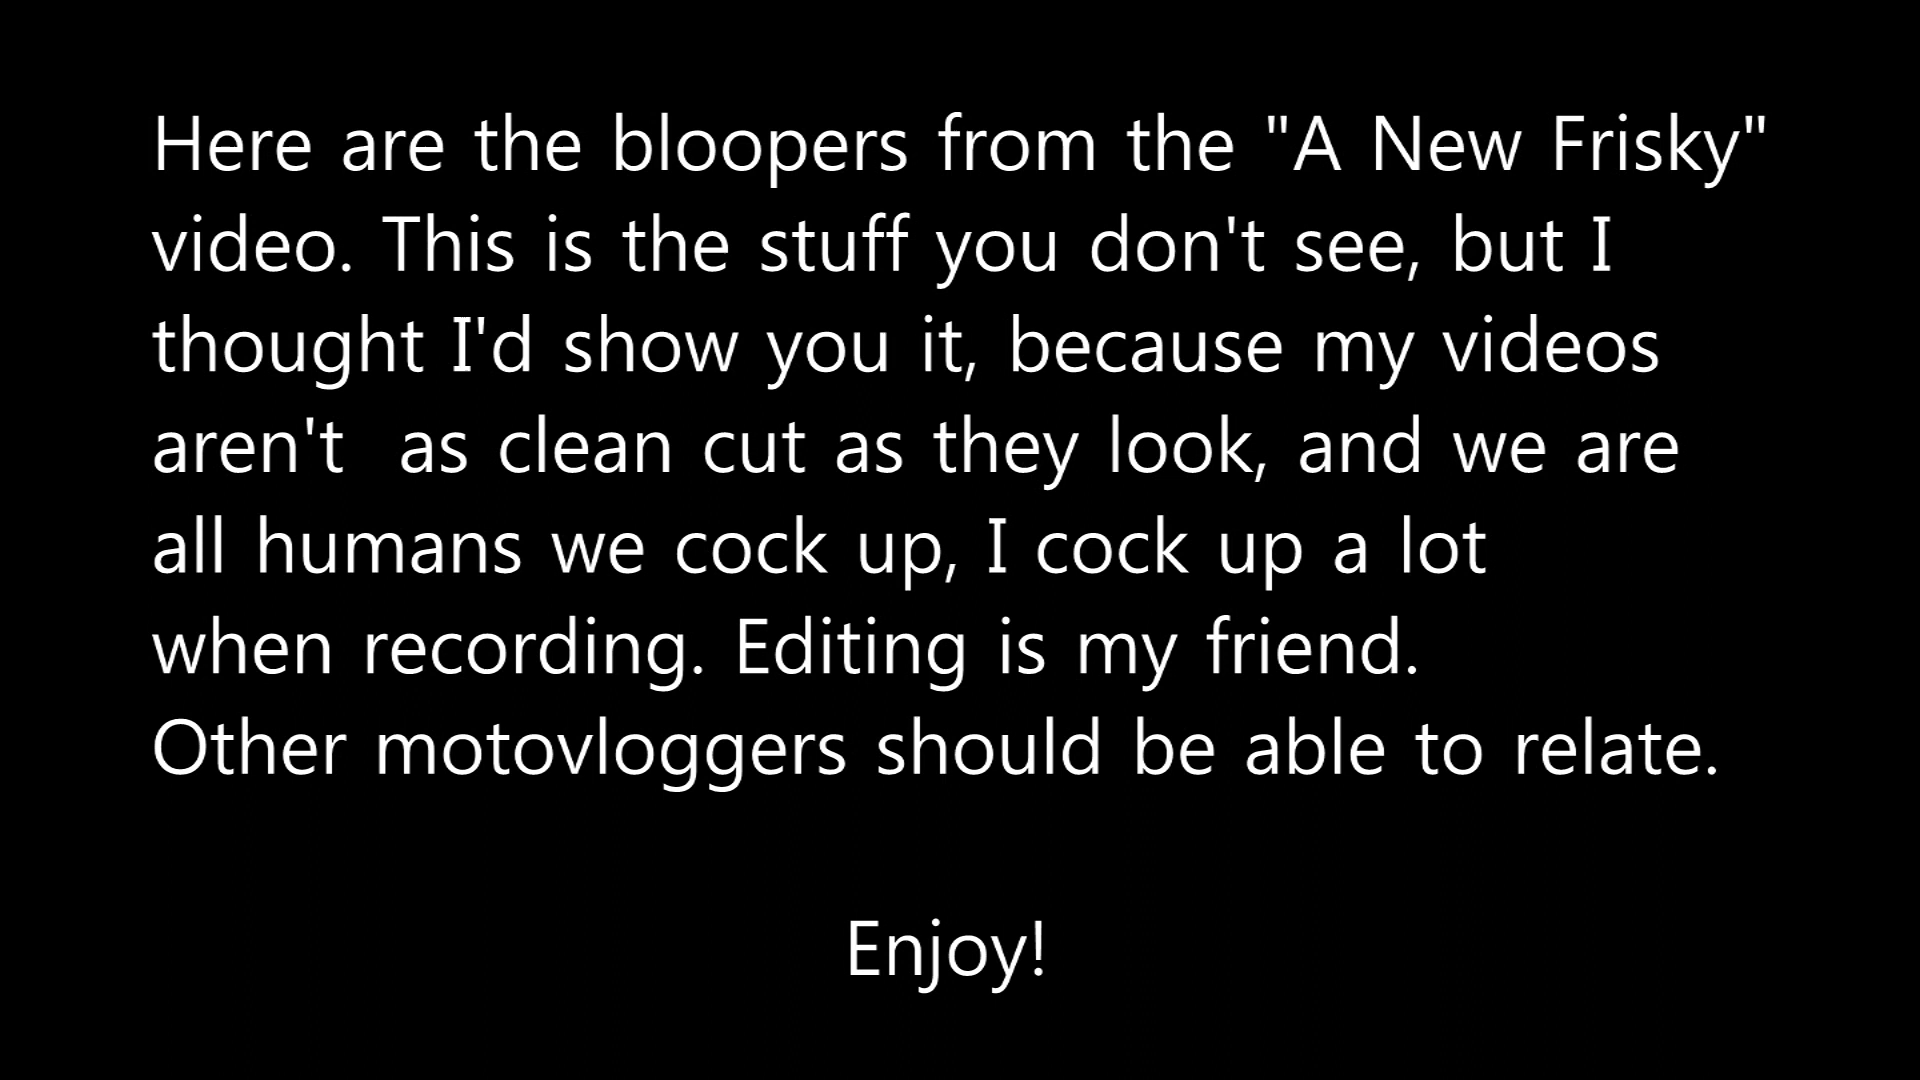 Here are the bloopers from the "A New Frisky"
video. This is the stuff you don't see, but I
thought I'd show you it, because my videos
aren't  as clean cut as they look, and we are
all humans we cock up, I cock up a lot
when recording. Editing is my friend.
Other motovloggers should be able to relate.
Enjoy!